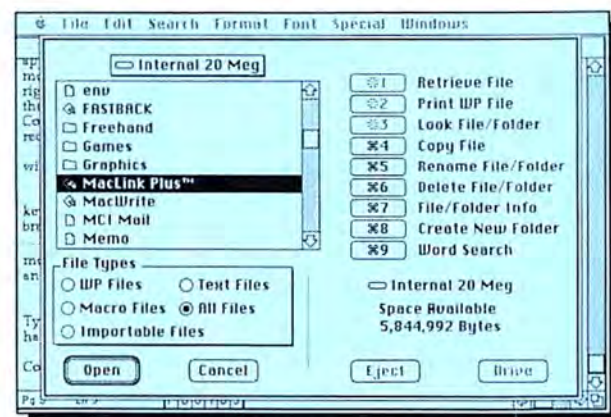 File Edit Search Format Font Special Windows
Internal 20 Meg
env
FASTBACK
Freehand
Games
Graphics
MacLink Plus™
MacWrite
MCI Mail
Memo
⌘1 Retrieve File
⌘2 Print WP File
⌘3 Look File/Folder
⌘4 Copy File
⌘5 Rename File/Folder
⌘6 Delete File/Folder
⌘7 File/Folder Info
⌘8 Create New Folder
⌘9 Word Search
File Types
WP Files Text Files
Macro Files All Files
Importable Files
Internal 20 Meg
Space Available
5,844,992 Bytes
Open Cancel Eject Drive